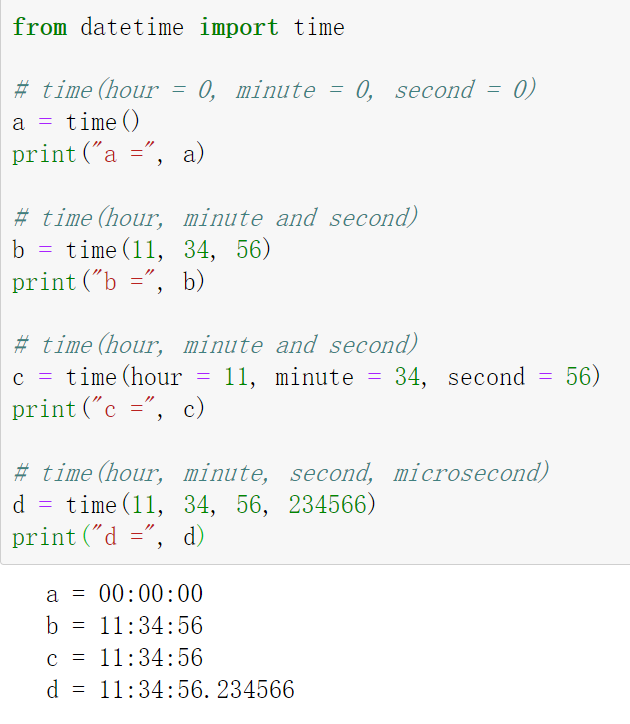 from datetime import time
# time(hour = 0, minute = 0, second = 0)
a = time()
print("a =", a)
# time(hour, minute and second)
b = time(11, 34, 56)
print("b =", b)
# time(hour, minute and second)
c = time(hour = 11, minute = 34, second = 56)
print("c =", c)
# time(hour, minute, second, microsecond)
d = time(11, 34, 56, 234566)
print("d =", d)
a = 00:00:00
b = 11:34:56
c = 11:34:56
d = 11:34:56.234566